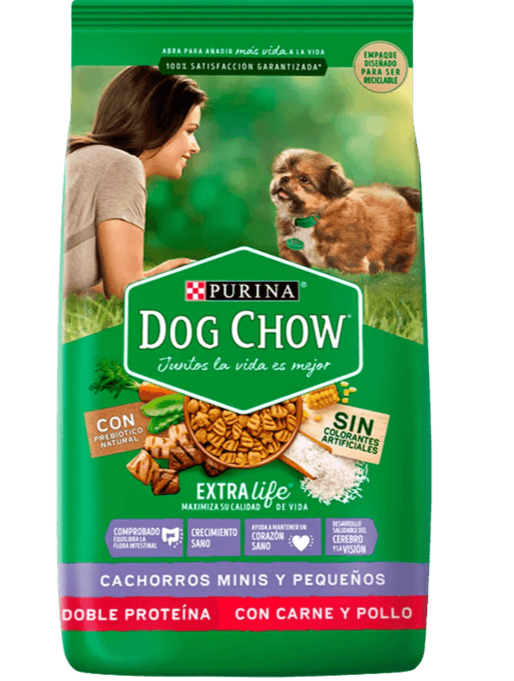 ABRA PARA AÑADIR más vida A LA VIDA
100% SATISFACCIÓN GARANTIZADA*
EMPAQUE
DISEÑADO
PARA SER
RECICLABLE
PURINA®
DOG CHOW®
Juntos la vida es mejor
CON
PREBIÓTICO
NATURAL
SIN
COLORANTES
ARTIFICIALES
EXTRA life®
MAXIMIZA SU CALIDAD DE VIDA
COMPROBADO
EQUILIBRA LA
FLORA INTESTINAL
CRECIMIENTO
SANO
AYUDA A MANTENER UN
CORAZÓN
SANO
DESARROLLO
SALUDABLE DEL
CEREBRO
Y LA VISIÓN
CACHORROS MINIS Y PEQUEÑOS
DOBLE PROTEÍNA CON CARNE Y POLLO